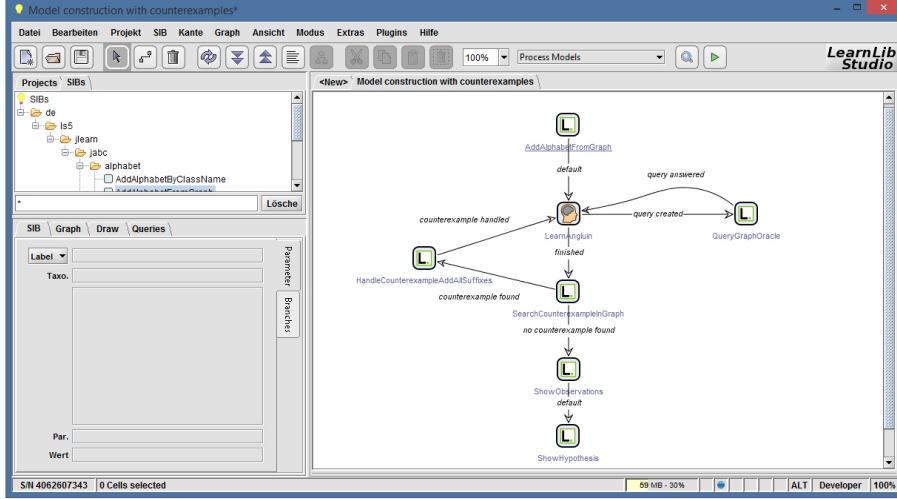 Model construction with counterexamples*
Datei Bearbeiten Projekt SIB Kante Graph Ansicht Modus Extras Plugins Hilfe
100% Process Models LearnLib Studio
Projects SIBs
<New> Model construction with counterexamples
SIBs
de
ls5
jlearn
jabc
alphabet
AddAlphabetByClassName
AddAlphabetFromGraph
* Lösche
SIB Graph Draw Queries
Label
Taxo.
Parameter
Branches
Par.
Wert
AddAlphabetFromGraph
default
query answered
counterexample handled
query created
LearnAngluin
QueryGraphOracle
finished
HandleCounterexampleAddAllSuffixes
counterexample found
SearchCounterexampleInGraph
no counterexample found
ShowObservations
default
ShowHypothesis
S/N 4062607343 0 Cells selected 59 MB - 30% ALT Developer 100%